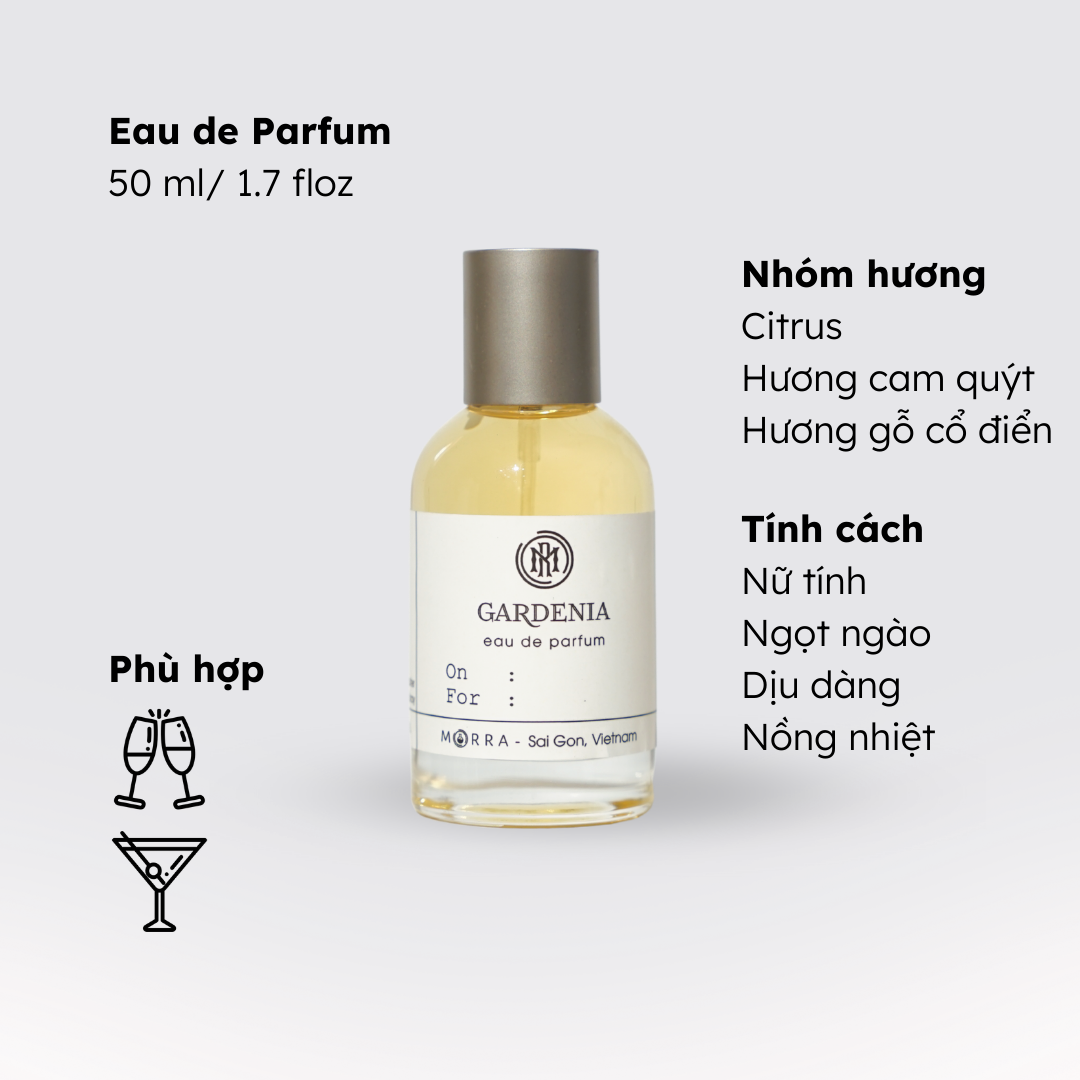 Eau de Parfum
50 ml/ 1.7 floz
Nhóm hương
Citrus
Hương cam quýt
Hương gỗ cổ điển
Tính cách
Nữ tính
Ngọt ngào
Dịu dàng
Nồng nhiệt
Phù hợp
GARDENIA
eau de parfum
On :
For :
MORRA - Sai Gon, Vietnam